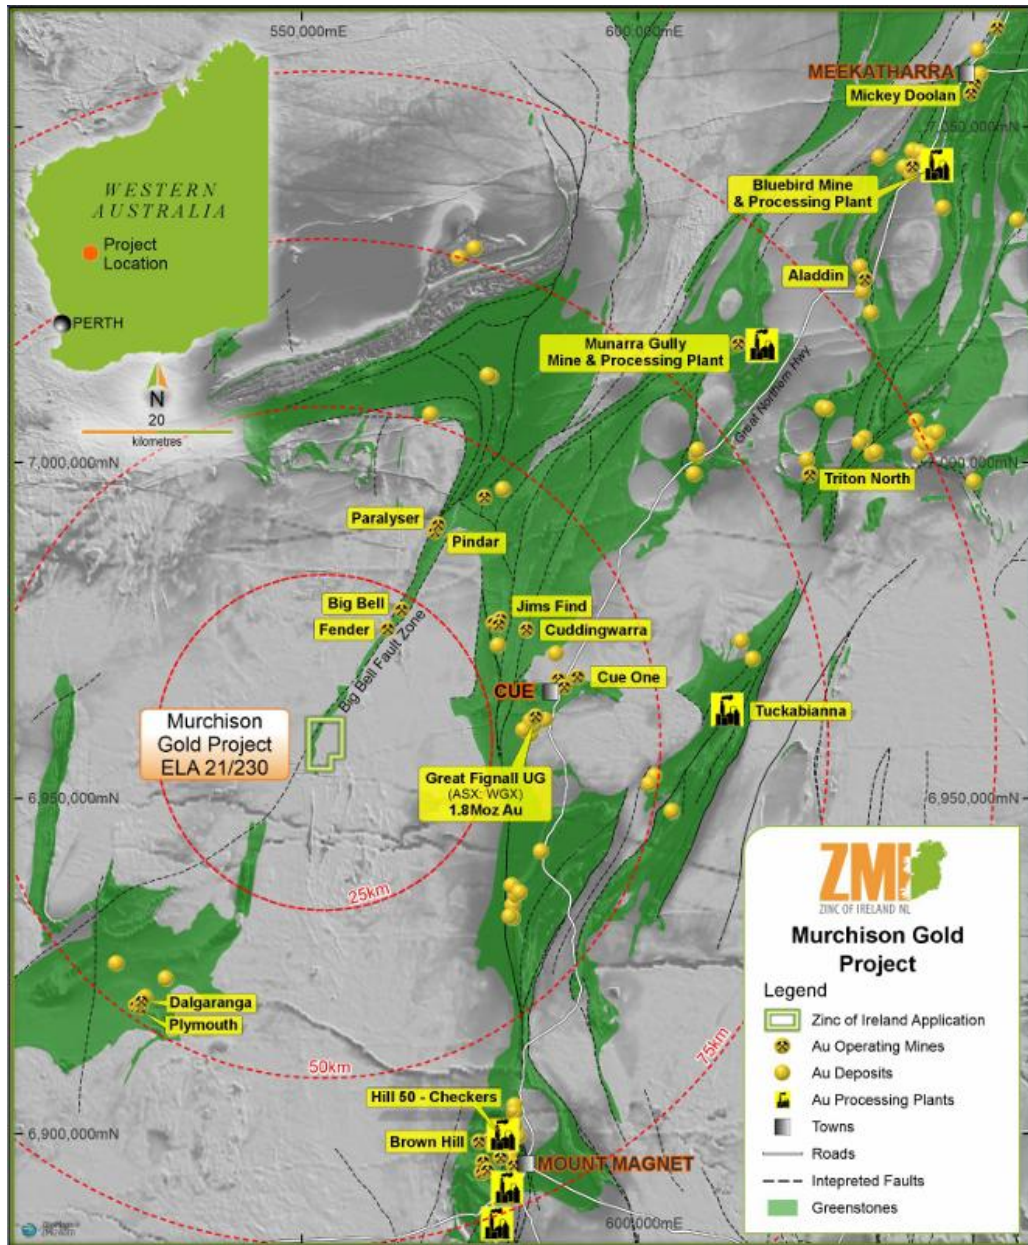 550,000mE
600,000mE
MEEKATHARRA
Mickey Doolan
7,050,000mN
WESTERN
AUSTRALIA
Project
Location
PERTH
Bluebird Mine
& Processing Plant
Aladdin
Munarra Gully
Mine & Processing Plant
Great Northern Hwy
N
20
kilometres
7,000,000mN
7,000,000mN
Triton North
Paralyser
Pindar
Big Bell
Fender
Big Bell Fault Zone
Jims Find
Cuddingwarra
CUE
Cue One
Tuckabianna
Murchison
Gold Project
ELA 21/230
Great Fignall UG
(ASX: WGX)
1.8Moz Au
6,950,000mN
6,950,000mN
25km
Dalgaranga
Plymouth
50km
75km
Hill 50 - Checkers
6,900,000mN
Brown Hill
MOUNT MAGNET
600,000mE
ZMI
ZINC OF IRELAND NL
Murchison Gold
Project
Legend
Zinc of Ireland Application
Au Operating Mines
Au Deposits
Au Processing Plants
Towns
Roads
Intepreted Faults
Greenstones